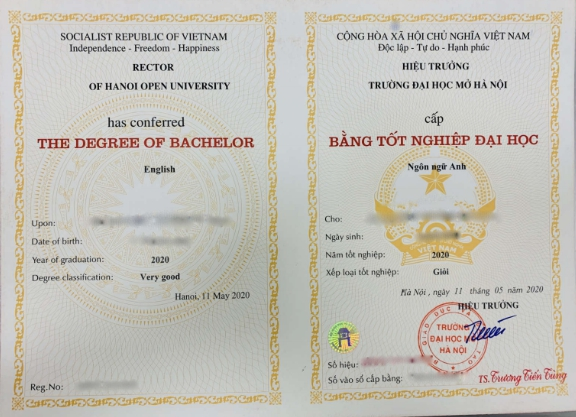 SOCIALIST REPUBLIC OF VIETNAM
Independence - Freedom - Happiness
RECTOR
OF HANOI OPEN UNIVERSITY
has conferred
THE DEGREE OF BACHELOR
English
Upon:
Date of birth:
Year of graduation: 2020
Degree classification: Very good
Hanoi, 11 May 2020
Reg.No:
CỘNG HÒA XÃ HỘI CHỦ NGHĨA VIỆT NAM
Độc lập - Tự do - Hạnh phúc
HIỆU TRƯỞNG
TRƯỜNG ĐẠI HỌC MỞ HÀ NỘI
cấp
BẰNG TỐT NGHIỆP ĐẠI HỌC
Ngôn ngữ Anh
Cho:
Ngày sinh:
VIỆT NAM
Năm tốt nghiệp: 2020
Xếp loại tốt nghiệp: Giỏi
Hà Nội, ngày 11 tháng 05 năm 2020
HIỆU TRƯỞNG
TRƯỜNG
ĐẠI HỌC M
HÀ NỘI
Số hiệu:
Số vào sổ cấp bằng:
TS. Trương Tiến Tùng